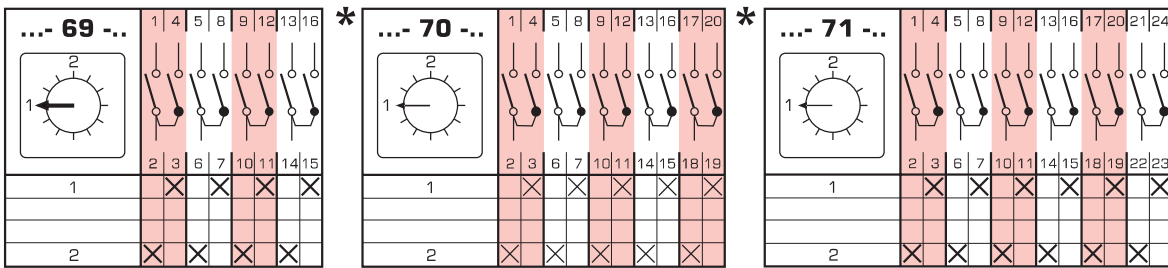 ...- 69 -..
1 4 5 8 9 12 13 16
2
1
2 3 6 7 10 11 14 15
1 X X X X
2 X X X X
*
...- 70 -..
1 4 5 8 9 12 13 16 17 20
2
1
2 3 6 7 10 11 14 15 18 19
1 X X X X X
2 X X X X X
*
...- 71 -..
1 4 5 8 9 12 13 16 17 20 21 24
2
1
2 3 6 7 10 11 14 15 18 19 22 23
1 X X X X X X
2 X X X X X X